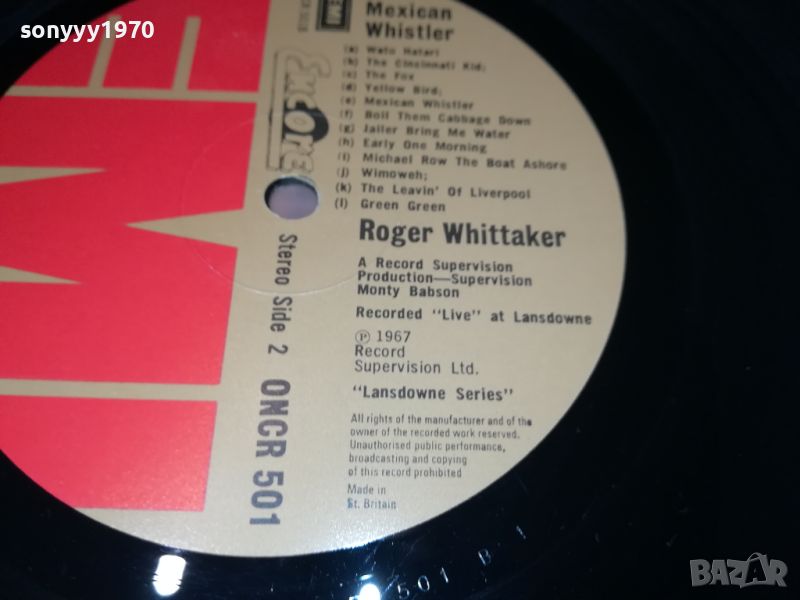 sonyyy1970
EMI
Mexican
Whistler
(a) Wato Hatari
(b) The Cincinnati Kid;
(c) The Fox
(d) Yellow Bird;
(e) Mexican Whistler
(f) Boil Them Cabbage Down
(g) Jailer Bring Me Water
(h) Early One Morning
(i) Michael Row The Boat Ashore
(j) Wimoweh;
(k) The Leavin' Of Liverpool
(l) Green Green
Encore
Roger Whittaker
A Record Supervision
Production—Supervision
Monty Babson
Recorded "Live" at Lansdowne
Ⓟ 1967
Record
Supervision Ltd.
"Lansdowne Series"
All rights of the manufacturer and of the
owner of the recorded work reserved.
Unauthorised public performance,
broadcasting and copying
of this record prohibited
Made in
Gt. Britain
Stereo Side 2 ONCR 501
EMI
501 B 1
BAZAR